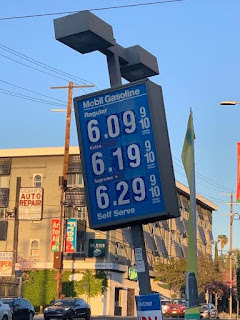 Mobil Gasoline
Regular
6.09 9/10
Extra
6.19 9/10
Supreme+
6.29 9/10
Self Serve
AUTO
REPAIR